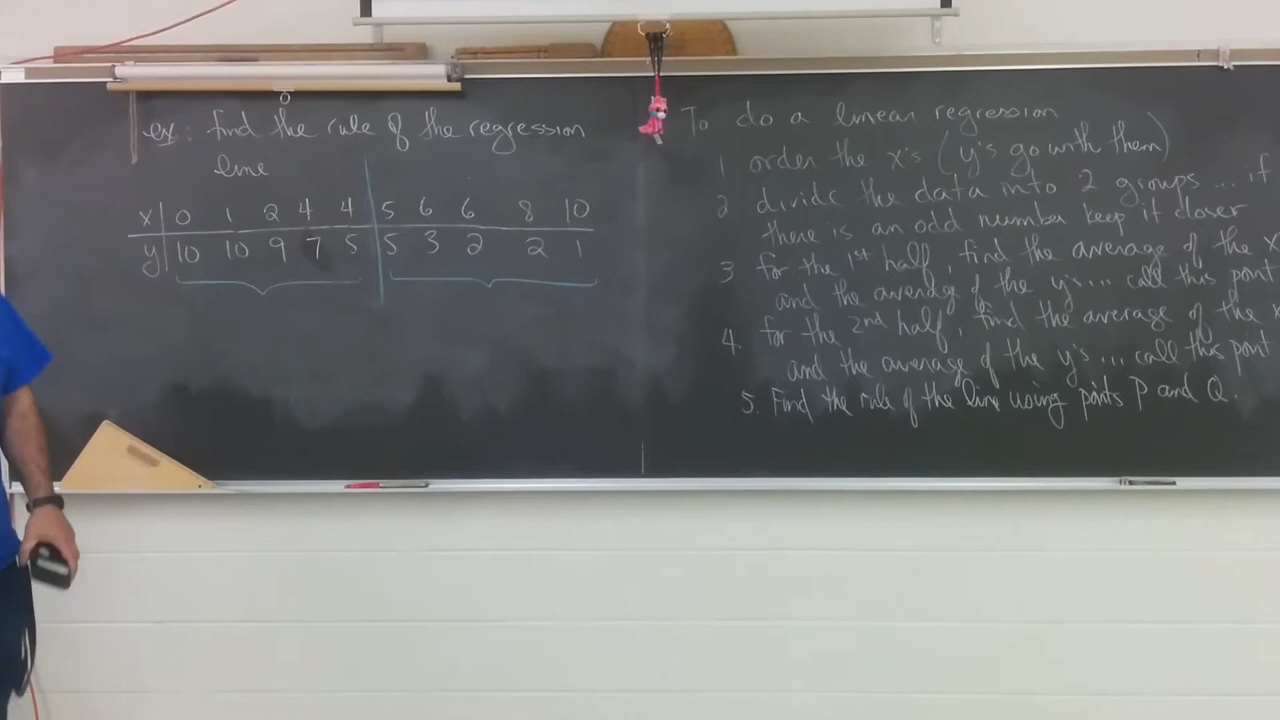 ex: find the rule of the regression
line
x 0 1 2 4 4 5 6 6 8 10
y 10 10 9 7 5 5 3 2 2 1
To do a linear regression
1 order the x's (y's go with them)
2 divide the data into 2 groups ... if
there is an odd number keep it closer
3 for the 1st half, find the average of the x
and the average of the y's ... call this point
4. for the 2nd half, find the average of the x
and the average of the y's ... call this point
5. Find the rule of the line using points P and Q.